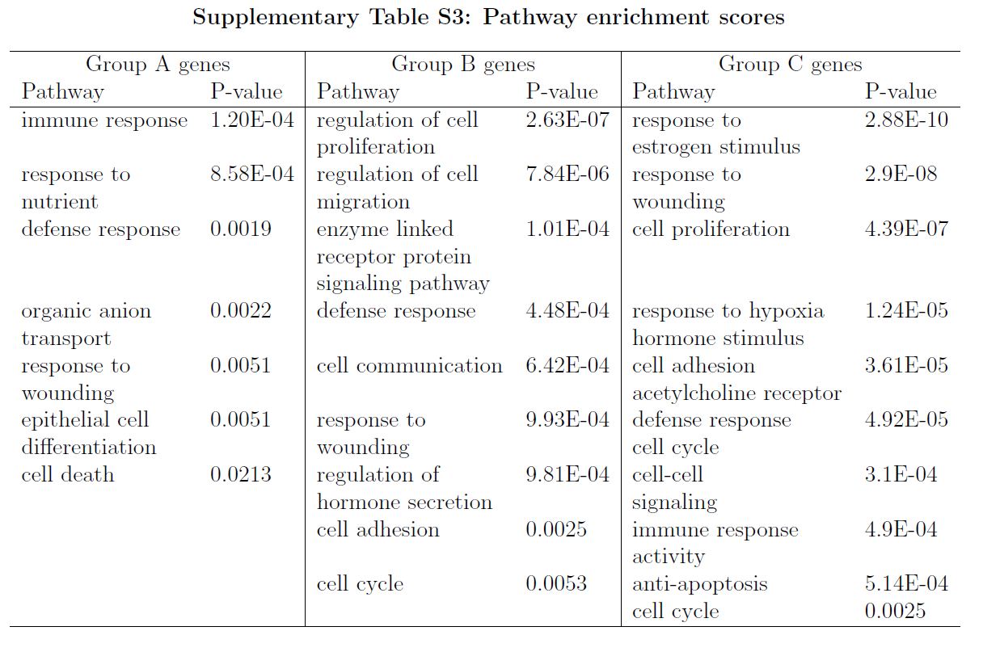 Supplementary Table S3: Pathway enrichment scores
Group A genes Group B genes Group C genes
Pathway P-value Pathway P-value Pathway P-value
immune response 1.20E-04 regulation of cell 2.63E-07 response to 2.88E-10
proliferation estrogen stimulus
response to 8.58E-04 regulation of cell 7.84E-06 response to 2.9E-08
nutrient migration wounding
defense response 0.0019 enzyme linked 1.01E-04 cell proliferation 4.39E-07
receptor protein
signaling pathway
organic anion 0.0022 defense response 4.48E-04 response to hypoxia 1.24E-05
transport hormone stimulus
response to 0.0051 cell communication 6.42E-04 cell adhesion 3.61E-05
wounding acetylcholine receptor
epithelial cell 0.0051 response to 9.93E-04 defense response 4.92E-05
differentiation wounding cell cycle
cell death 0.0213 regulation of 9.81E-04 cell-cell 3.1E-04
hormone secretion signaling
cell adhesion 0.0025 immune response 4.9E-04
activity
cell cycle 0.0053 anti-apoptosis 5.14E-04
cell cycle 0.0025